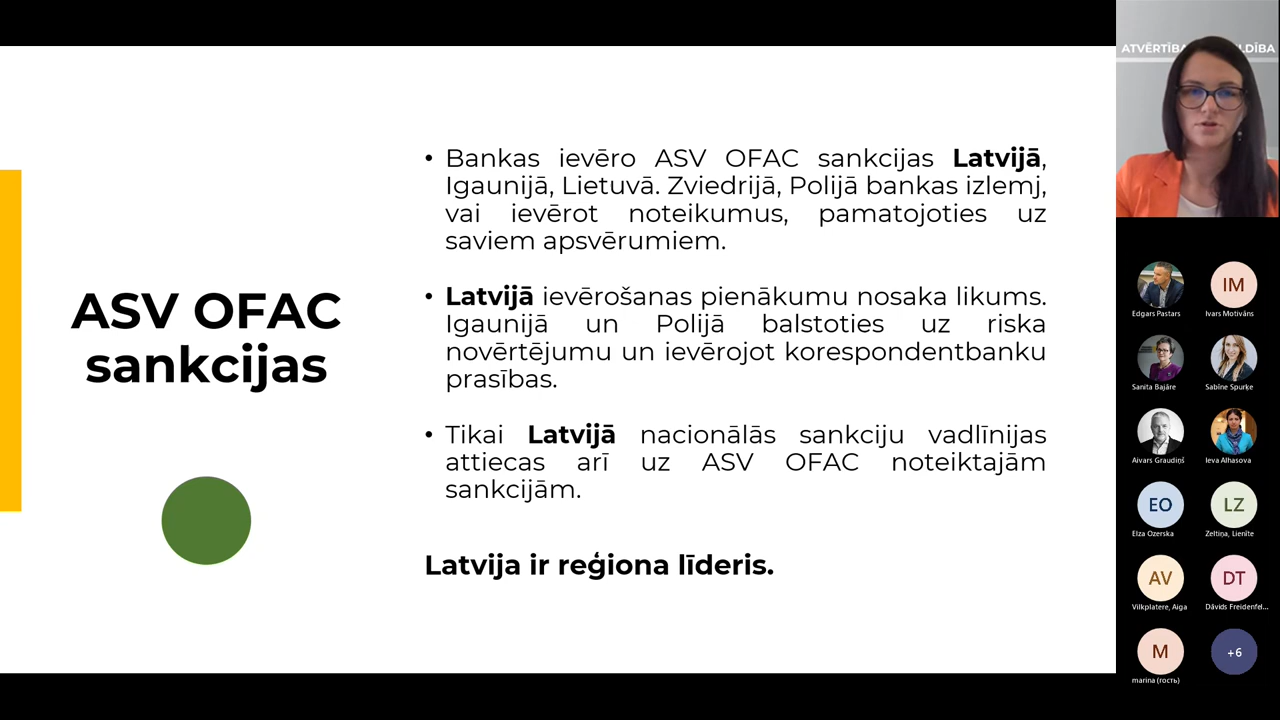 ASV OFAC
sankcijas
• Bankas ievēro ASV OFAC sankcijas Latvijā,
Igaunijā, Lietuvā. Zviedrijā, Polijā bankas izlemj,
vai ievērot noteikumus, pamatojoties uz
saviem apsvērumiem.
• Latvijā ievērošanas pienākumu nosaka likums.
Igaunijā un Polijā balstoties uz riska
novērtējumu un ievērojot korespondentbanku
prasības.
• Tikai Latvijā nacionālās sankciju vadlīnijas
attiecas arī uz ASV OFAC noteiktajām
sankcijām.
Latvija ir reģiona līderis.
Edgars Pastars
IM
Ivars Motivāns
Sanita Bajāre
Sabīne Spurķe
Aivars Graudiņš
Ieva Alhasova
EO
Elza Ozerska
LZ
Zeltiņa, Lienīte
AV
Vilkplatere, Aiga
DT
Dāvids Freidenfel...
M
marina (гость)
+6